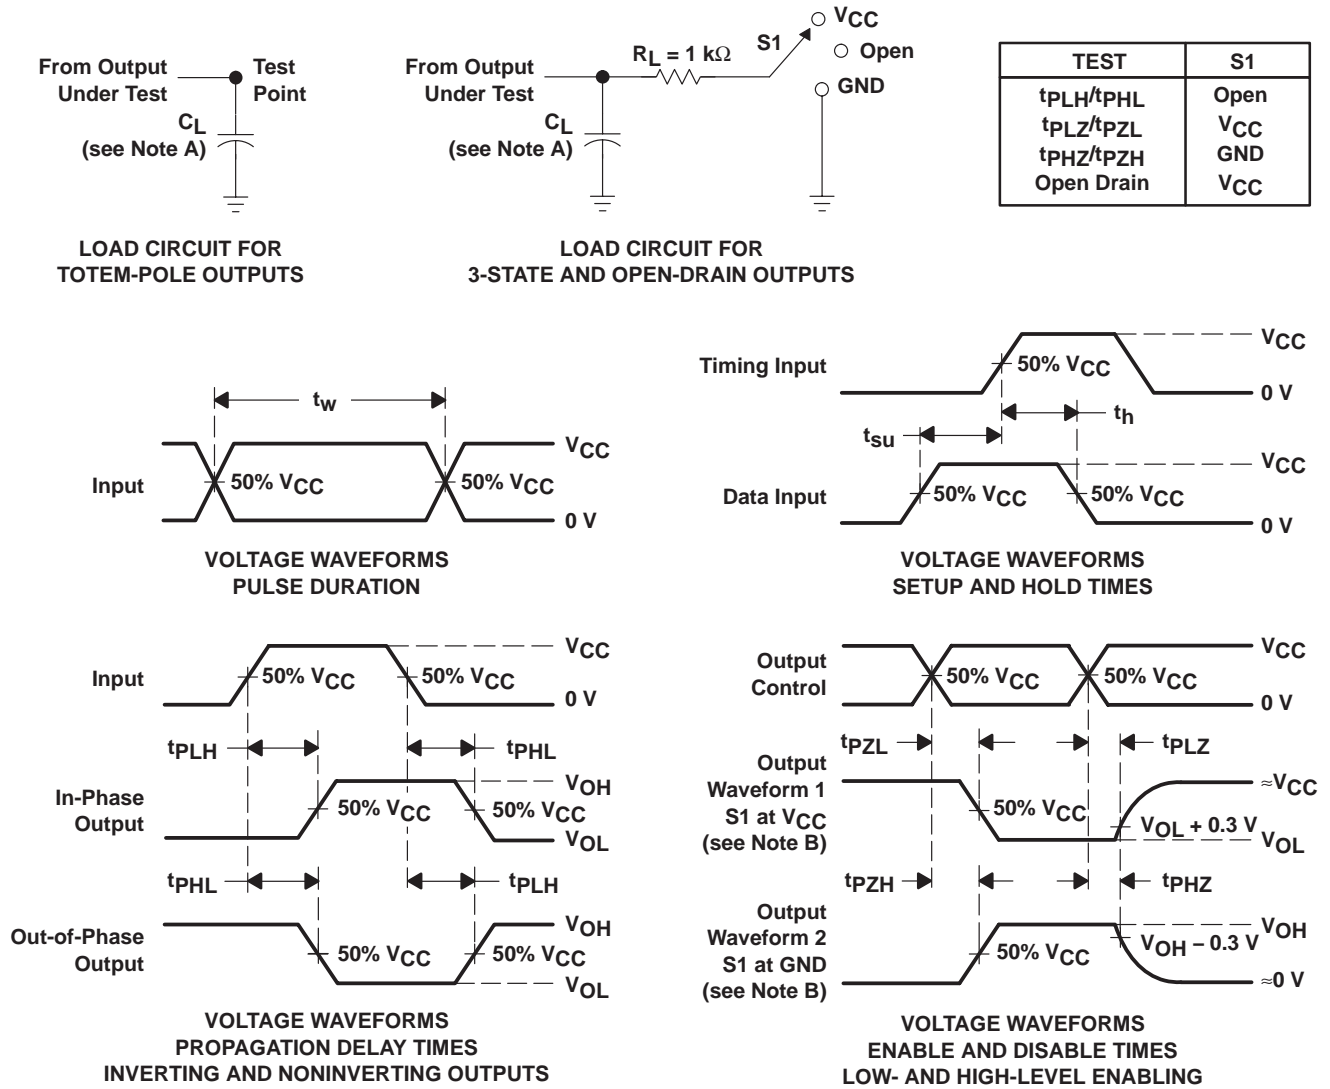 From Output
Under Test
Test
Point
CL
(see Note A)
LOAD CIRCUIT FOR
TOTEM-POLE OUTPUTS
From Output
Under Test
RL = 1 kΩ
S1
VCC
Open
GND
CL
(see Note A)
LOAD CIRCUIT FOR
3-STATE AND OPEN-DRAIN OUTPUTS
TEST S1
tPLH/tPHL Open
tPLZ/tPZL VCC
tPHZ/tPZH GND
Open Drain VCC
tw
Input
50% VCC
50% VCC
VCC
0 V
VOLTAGE WAVEFORMS
PULSE DURATION
Timing Input
50% VCC
VCC
0 V
tsu
th
Data Input
50% VCC
50% VCC
VCC
0 V
VOLTAGE WAVEFORMS
SETUP AND HOLD TIMES
Input
50% VCC
50% VCC
VCC
0 V
tPLH
tPHL
In-Phase
Output
50% VCC
50% VCC
VOH
VOL
tPHL
tPLH
Out-of-Phase
Output
50% VCC
50% VCC
VOH
VOL
VOLTAGE WAVEFORMS
PROPAGATION DELAY TIMES
INVERTING AND NONINVERTING OUTPUTS
Output
Control
50% VCC
50% VCC
VCC
0 V
tPZL
tPLZ
Output
Waveform 1
S1 at VCC
(see Note B)
50% VCC
≈VCC
VOL + 0.3 V
VOL
tPZH
tPHZ
Output
Waveform 2
S1 at GND
(see Note B)
50% VCC
VOH
VOH − 0.3 V
≈0 V
VOLTAGE WAVEFORMS
ENABLE AND DISABLE TIMES
LOW- AND HIGH-LEVEL ENABLING